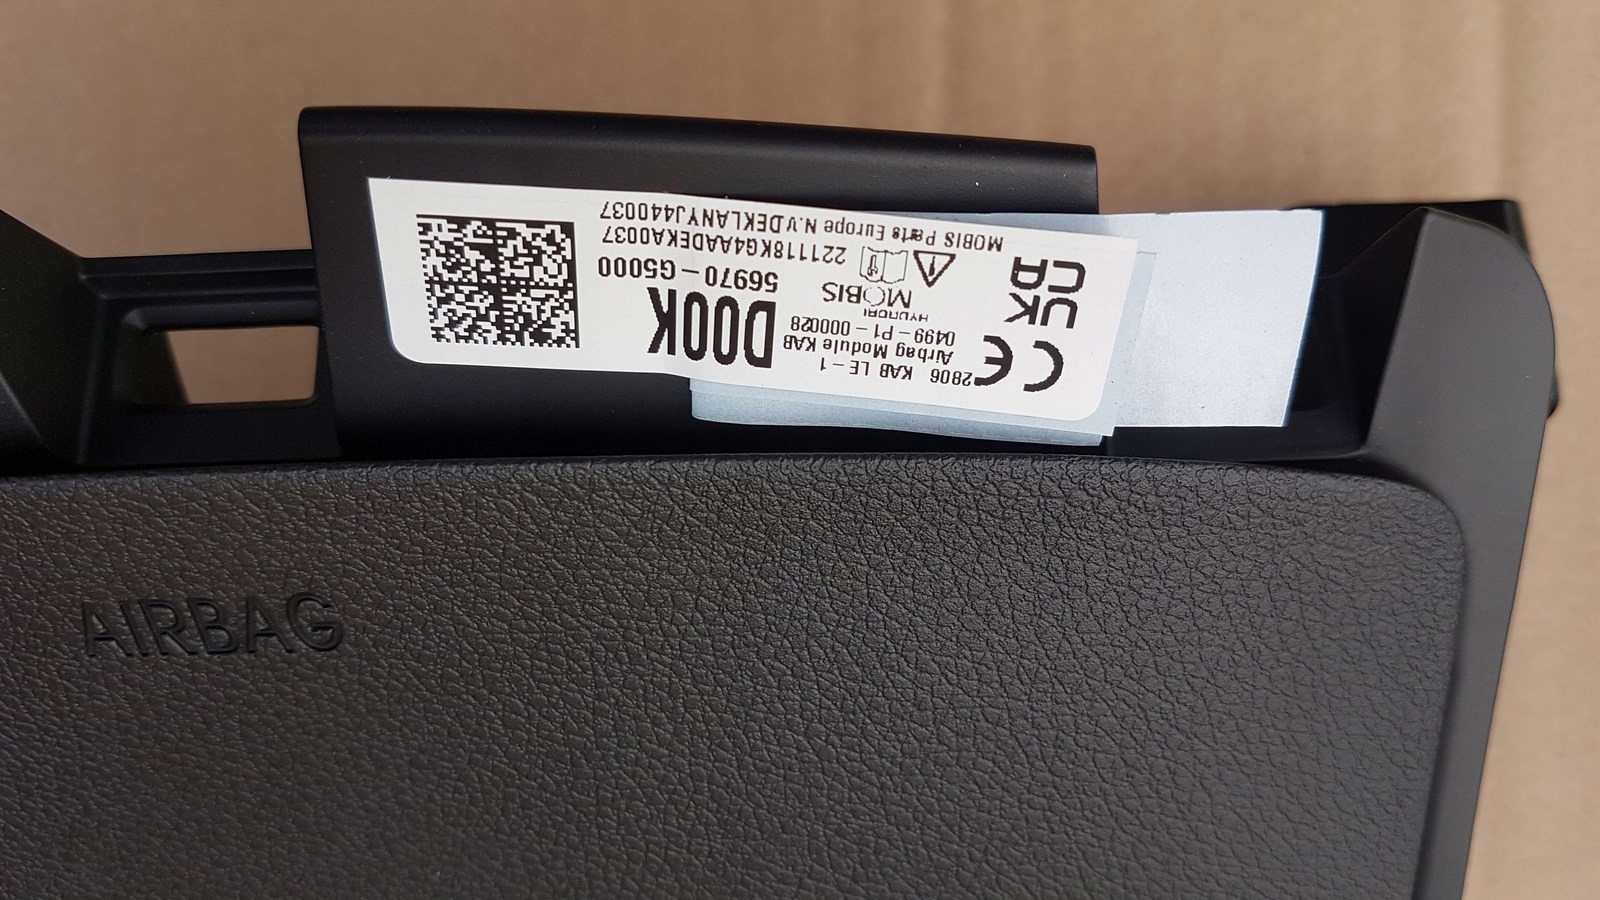 CE
2806 KAB LE-1
Airbag Module KAB
0499-P1-000028
D00K
UK
CA
HYUNDAI
MOBIS
56970-G5000
221118KG4AAADEKA0037
MOBIS Parts Europe N.V.DEKLANYJ440037
AIRBAG